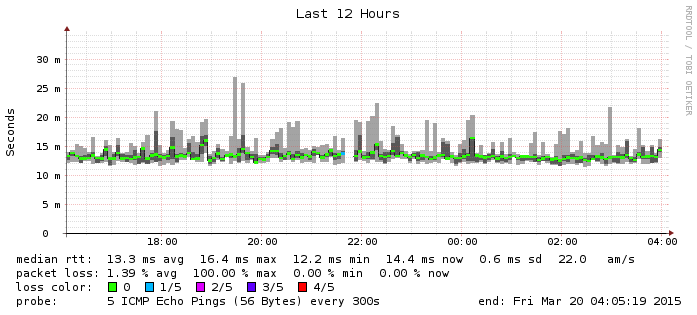 Last 12 Hours
RRDTOOL / TOBI OETIKER
Seconds
30 m
25 m
20 m
15 m
10 m
5 m
0
18:00 20:00 22:00 00:00 02:00 04:00
median rtt: 13.3 ms avg 16.4 ms max 12.2 ms min 14.4 ms now 0.6 ms sd 22.0 am/s
packet loss: 1.39 % avg 100.00 % max 0.00 % min 0.00 % now
loss color: 0 1/5 2/5 3/5 4/5
probe: 5 ICMP Echo Pings (56 Bytes) every 300s end: Fri Mar 20 04:05:19 2015